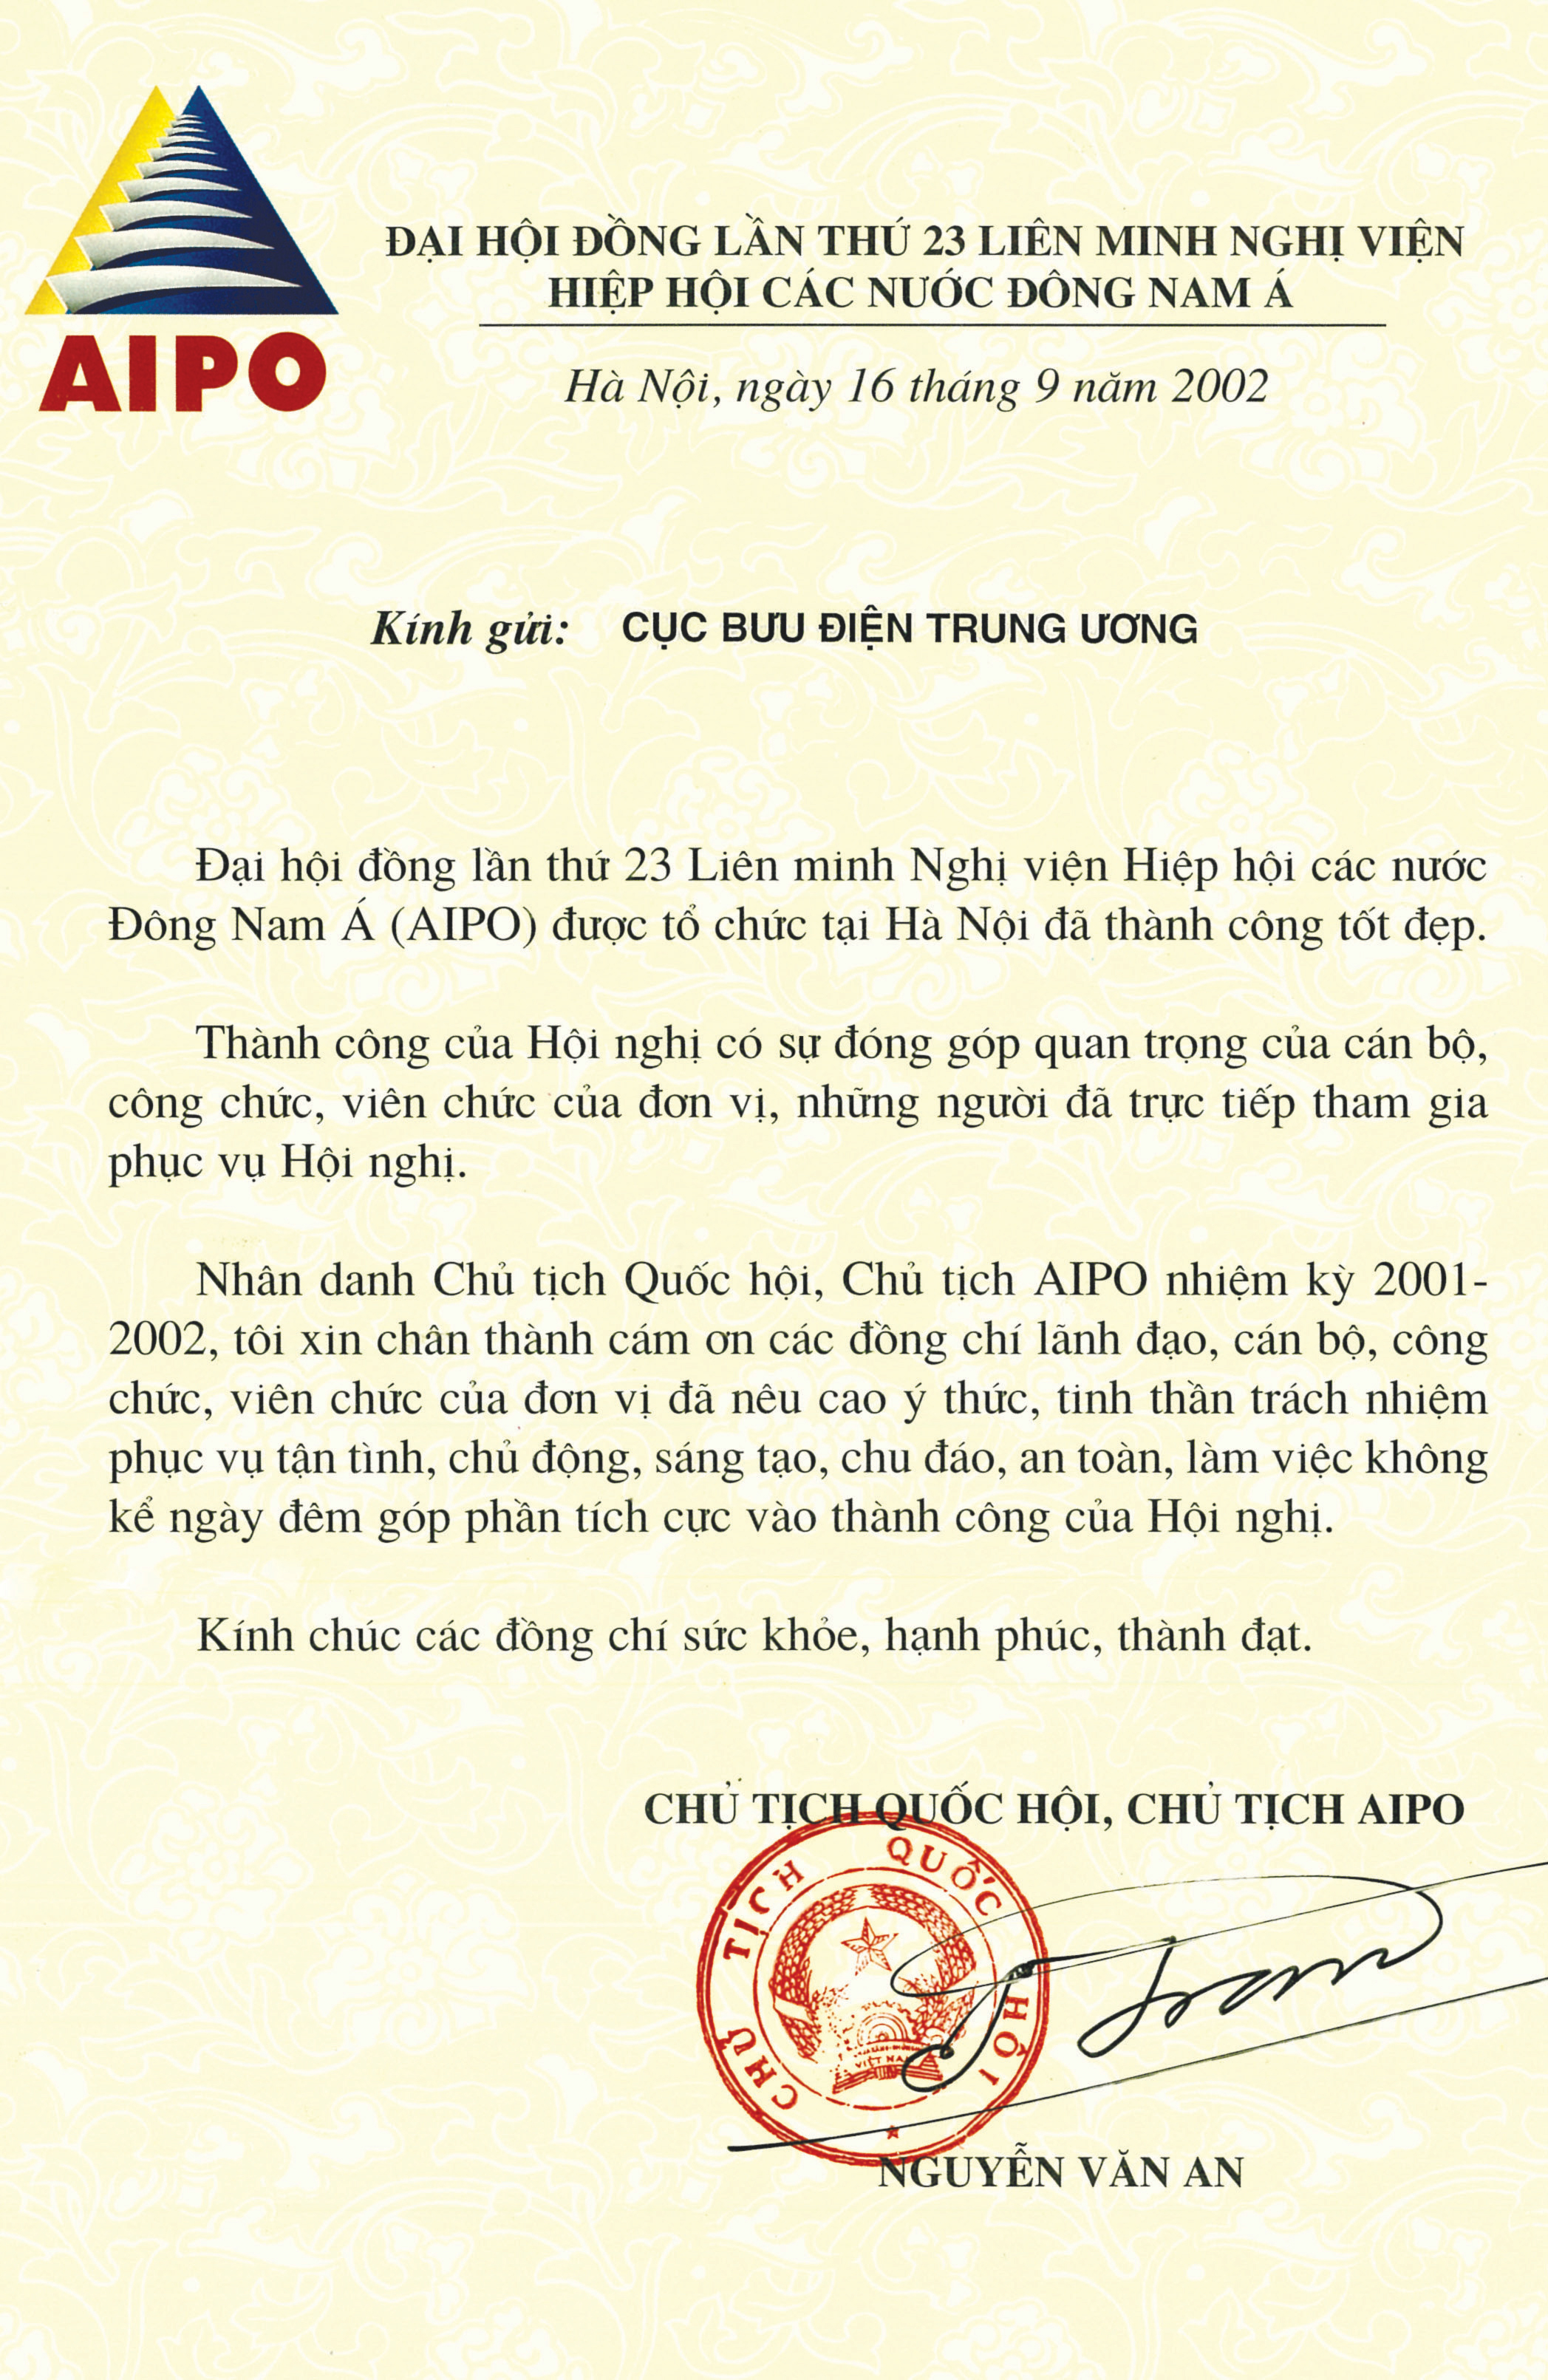 AIPO
ĐẠI HỘI ĐỒNG LẦN THỨ 23 LIÊN MINH NGHỊ VIỆN
HIỆP HỘI CÁC NƯỚC ĐÔNG NAM Á
Hà Nội, ngày 16 tháng 9 năm 2002
Kính gửi: CỤC BƯU ĐIỆN TRUNG ƯƠNG
Đại hội đồng lần thứ 23 Liên minh Nghị viện Hiệp hội các nước
Đông Nam Á (AIPO) được tổ chức tại Hà Nội đã thành công tốt đẹp.
Thành công của Hội nghị có sự đóng góp quan trọng của cán bộ,
công chức, viên chức của đơn vị, những người đã trực tiếp tham gia
phục vụ Hội nghị.
Nhân danh Chủ tịch Quốc hội, Chủ tịch AIPO nhiệm kỳ 2001-
2002, tôi xin chân thành cám ơn các đồng chí lãnh đạo, cán bộ, công
chức, viên chức của đơn vị đã nêu cao ý thức, tinh thần trách nhiệm
phục vụ tận tình, chủ động, sáng tạo, chu đáo, an toàn, làm việc không
kể ngày đêm góp phần tích cực vào thành công của Hội nghị.
Kính chúc các đồng chí sức khỏe, hạnh phúc, thành đạt.
CHỦ TỊCH QUỐC HỘI, CHỦ TỊCH AIPO
CHỦ TỊCH QUỐC HỘI
VIỆT NAM
NGUYỄN VĂN AN